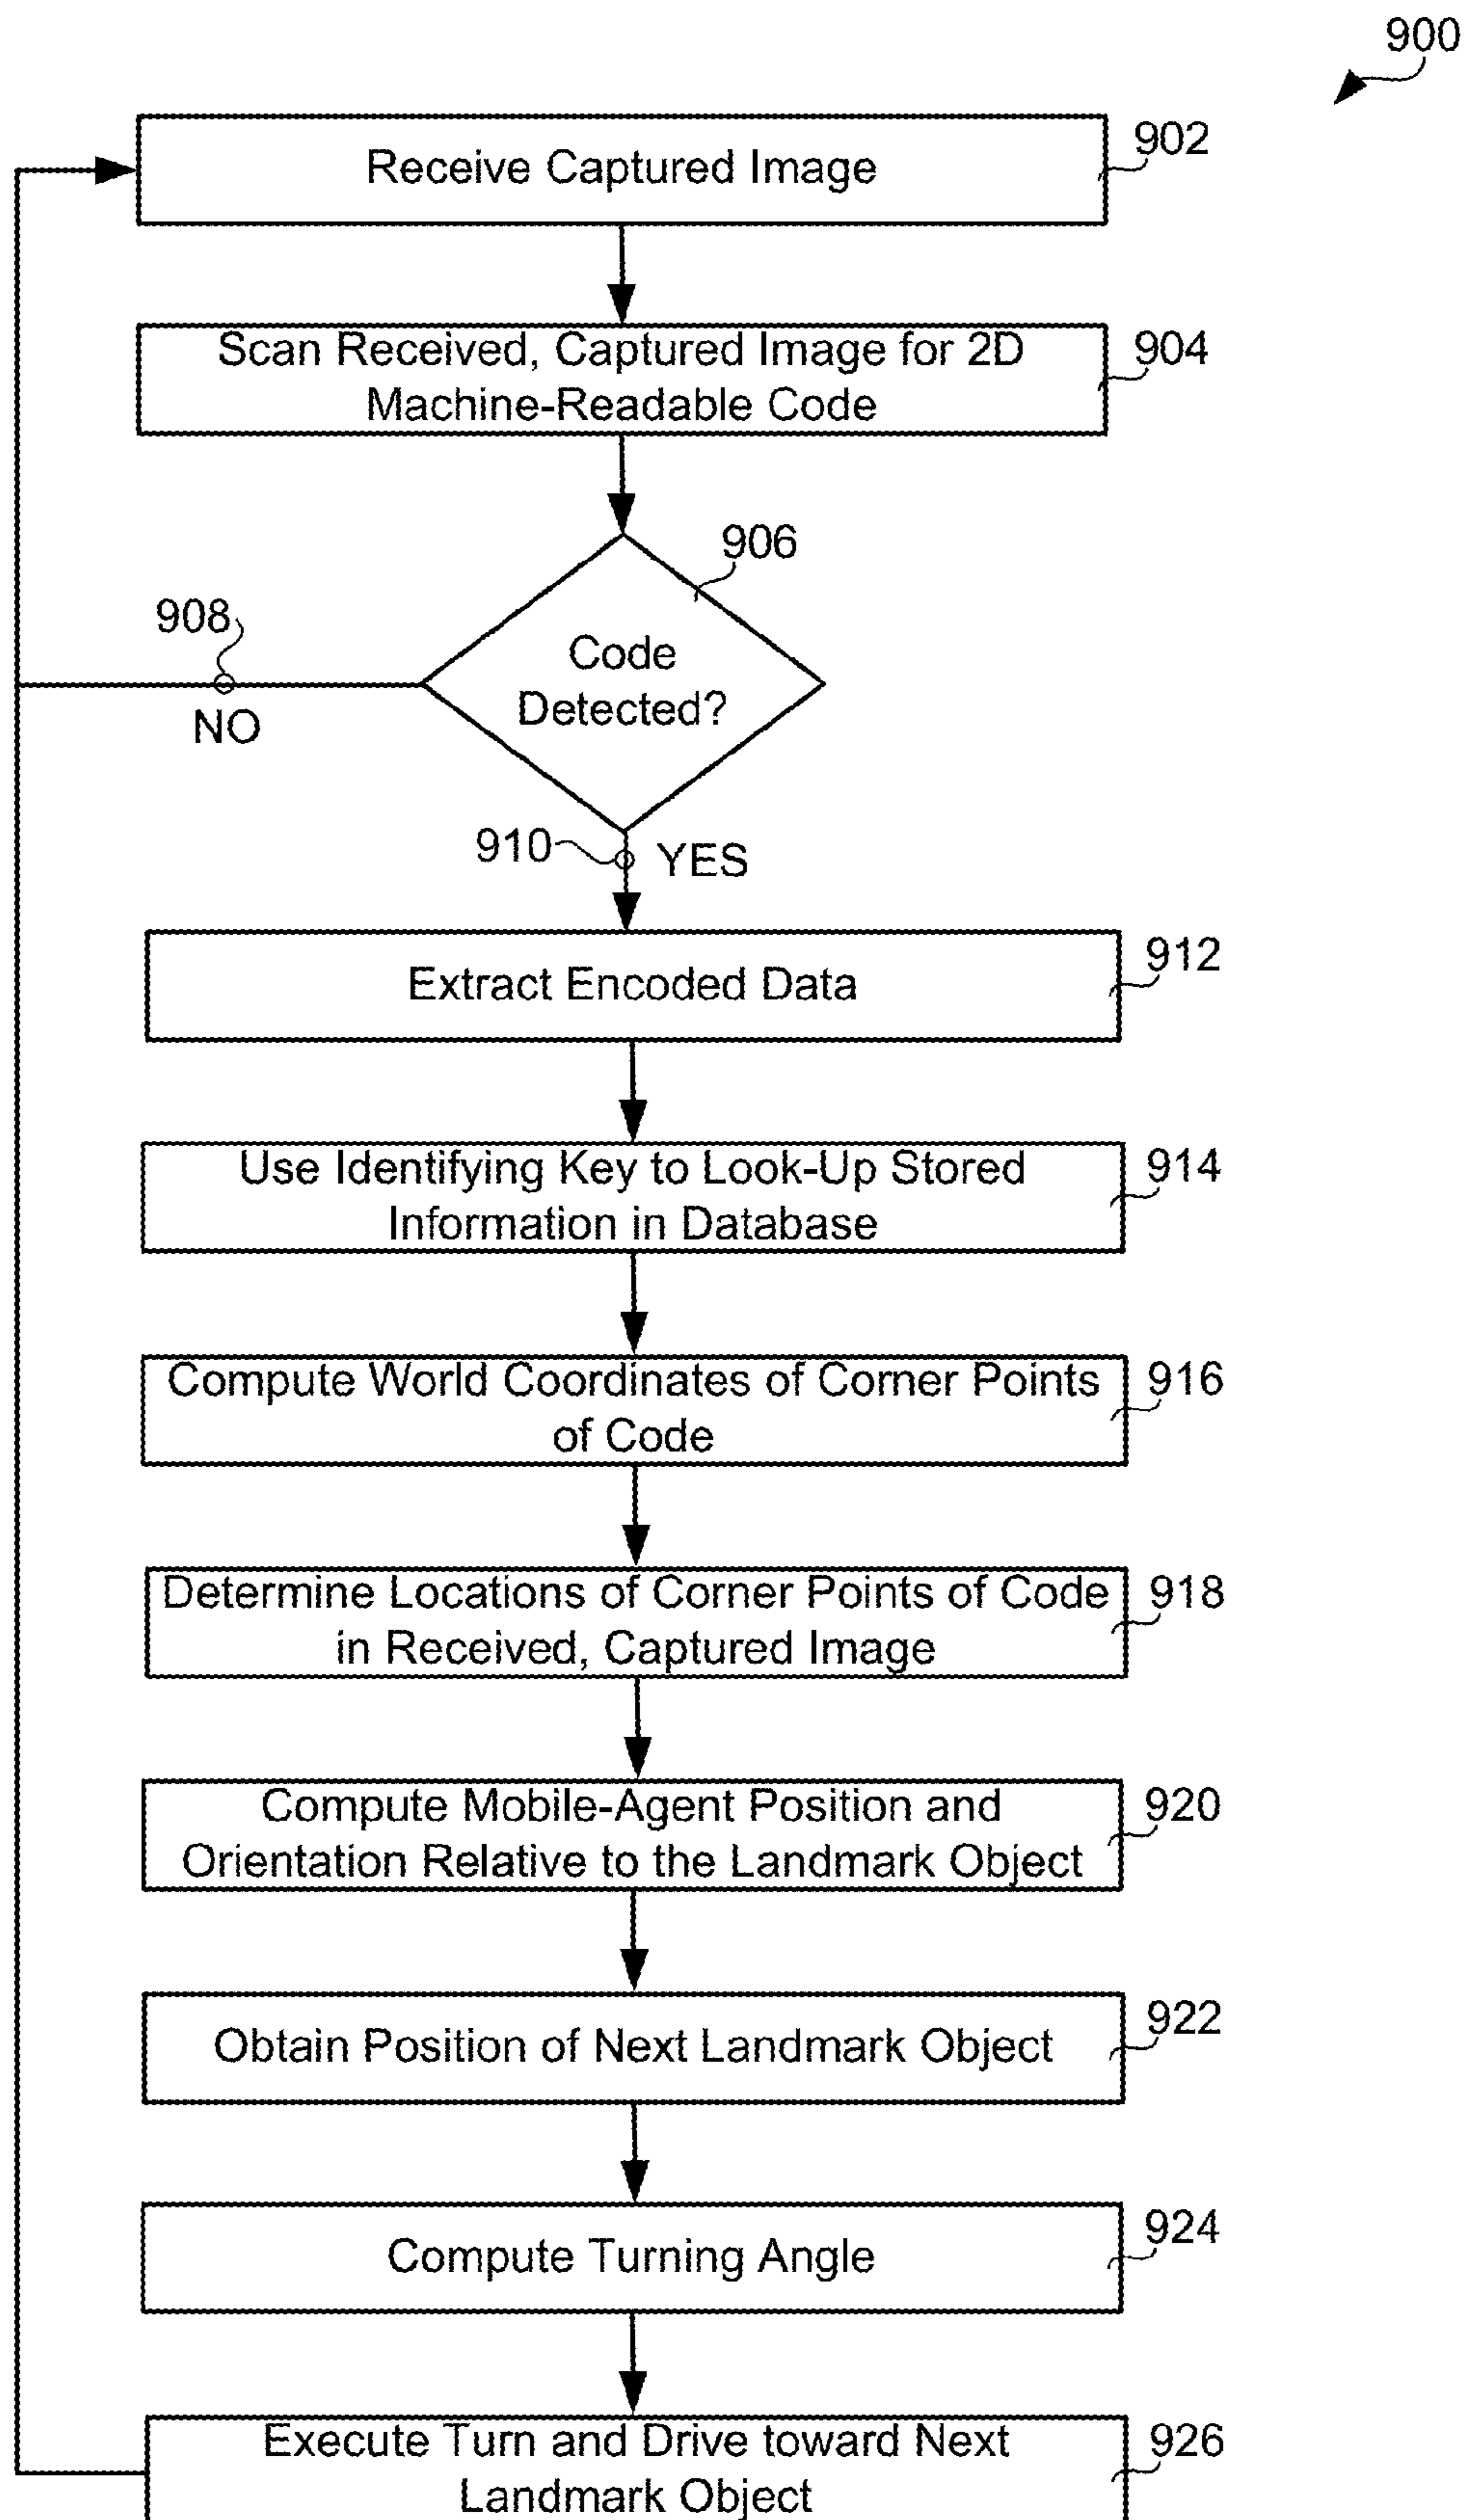 900
Receive Captured Image
902
Scan Received, Captured Image for 2D
Machine-Readable Code
904
906
Code
Detected?
908
NO
910
YES
Extract Encoded Data
912
Use Identifying Key to Look-Up Stored
Information in Database
914
Compute World Coordinates of Corner Points
of Code
916
Determine Locations of Corner Points of Code
in Received, Captured Image
918
Compute Mobile-Agent Position and
Orientation Relative to the Landmark Object
920
Obtain Position of Next Landmark Object
922
Compute Turning Angle
924
Execute Turn and Drive toward Next
Landmark Object
926